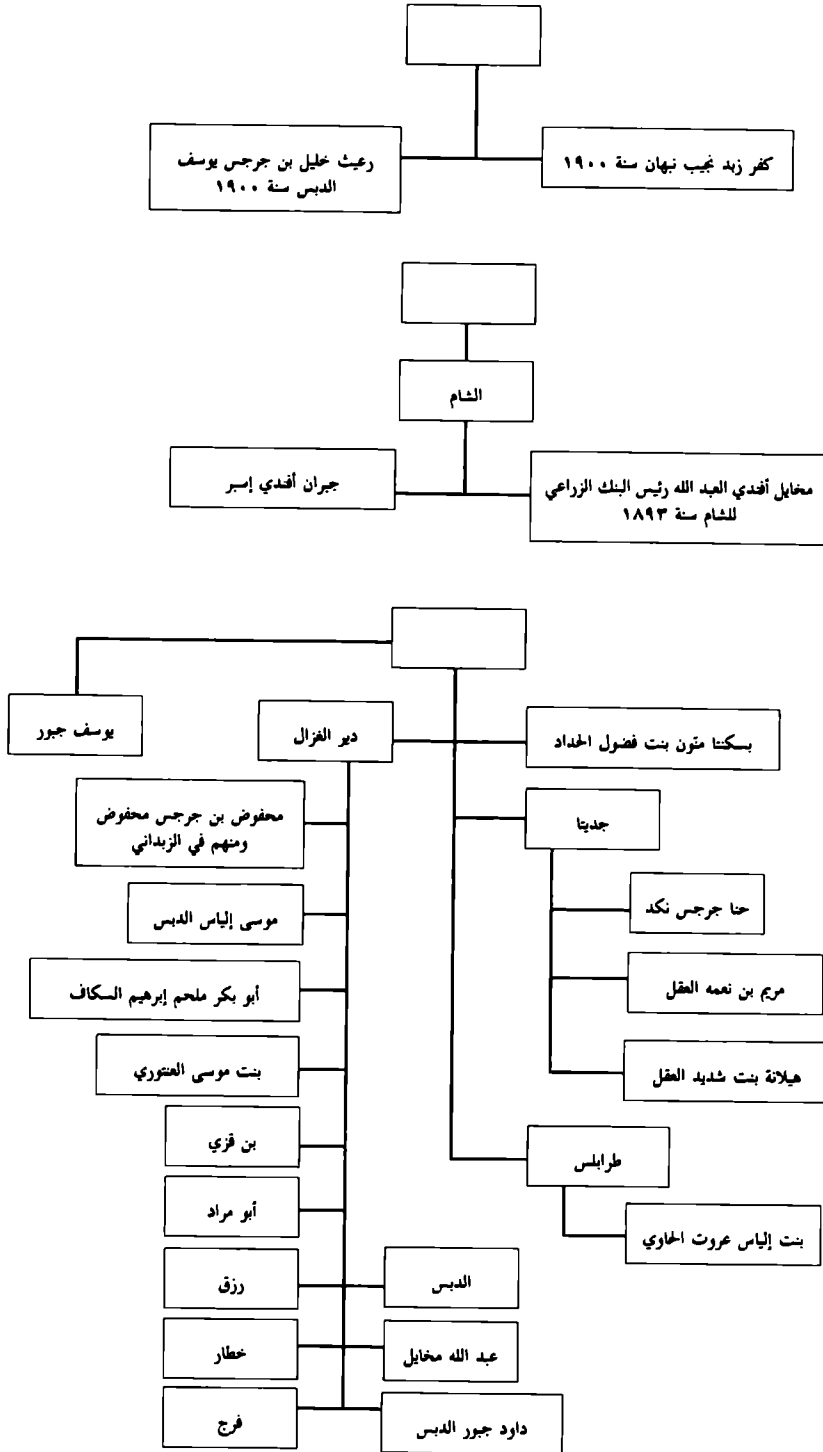 كفر زبد نجيب نبهان سنة ١٩٠٠
رعيث خليل بن جرجس يوسف
الدبس سنة ١٩٠٠
الشام
مخايل أفندي العبد الله رئيس البنك الزراعي
للشام سنة ١٨٩٣
جبران أفندي إسبر
يوسف جبور
بسكنتا متون بنت فضول الحداد
دير الغزال
جديتا
محفوض بن جرجس محفوض
ومنهم في الزبداني
حنا جرجس نكد
موسى إلياس الدبس
مريم بن نعمه العقل
أبو بكر ملحم إبرهيم السكاف
هيلانة بنت شديد العقل
بنت موسى العنتوري
بن قزي
طرابلس
أبو مراد
بنت إلياس عروت الحاوي
الدبس
رزق
عبد الله مخايل
خطار
داود جبور الدبس
فرج